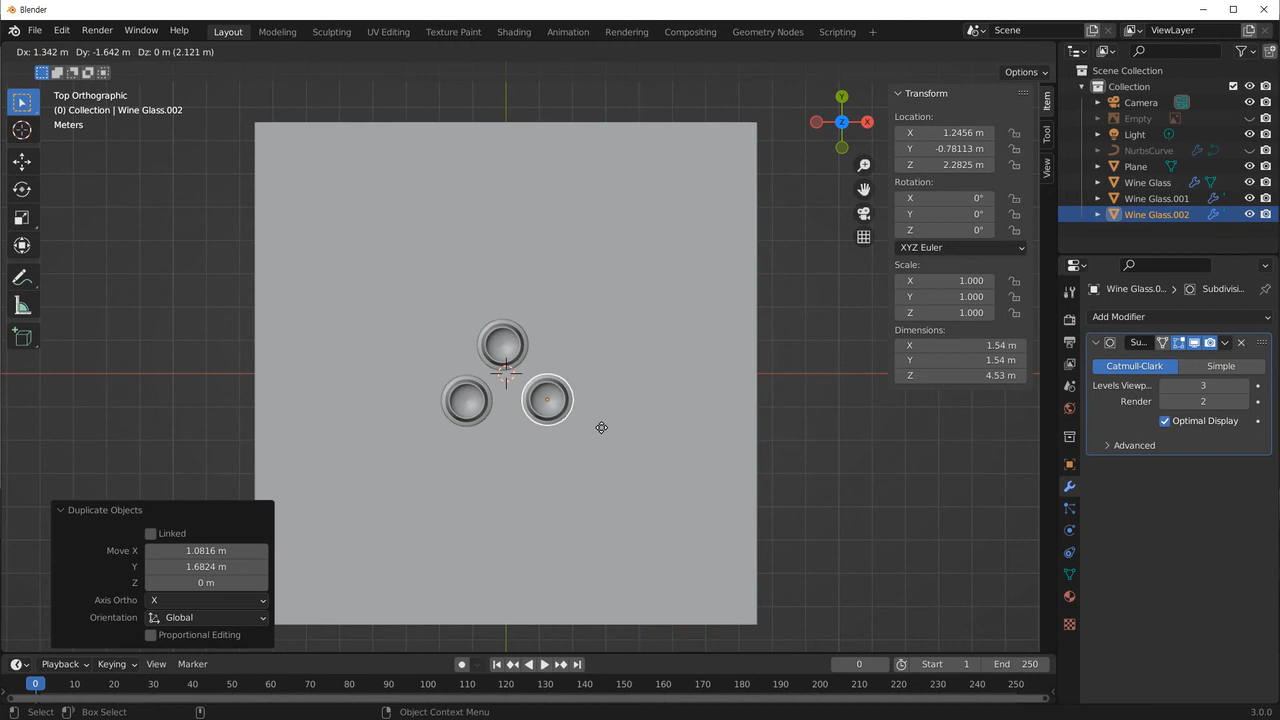 Blender
File Edit Render Window Help Layout Modeling Sculpting UV Editing Texture Paint Shading Animation Rendering Compositing Geometry Nodes Scripting + Scene ViewLayer
Dx: 1.342 m Dy: -1.642 m Dz: 0 m (2.121 m)
Options
Top Orthographic
(0) Collection | Wine Glass.002
Meters
Y
X
Z
Transform
Location:
X 1.2456 m
Y -0.78113 m
Z 2.2825 m
Rotation:
X 0°
Y 0°
Z 0°
XYZ Euler
Scale:
X 1.000
Y 1.000
Z 1.000
Dimensions:
X 1.54 m
Y 1.54 m
Z 4.53 m
Item
Tool
View
Scene Collection
Collection
Camera
Empty
Light
NurbsCurve
Plane
Wine Glass
Wine Glass.001
Wine Glass.002
Wine Glass.0... Subdivisi...
Add Modifier
Su...
Catmull-Clark Simple
Levels Viewp... 3
Render 2
Optimal Display
Advanced
Duplicate Objects
Linked
Move X 1.0816 m
Y 1.6824 m
Z 0 m
Axis Ortho X
Orientation Global
Proportional Editing
Playback Keying View Marker 0 Start 1 End 250
0 10 20 30 40 50 60 70 80 90 100 110 120 130 140 150 160 170 180 190 200 210 220 230 240 250
Select Box Select Object Context Menu 3.0.0